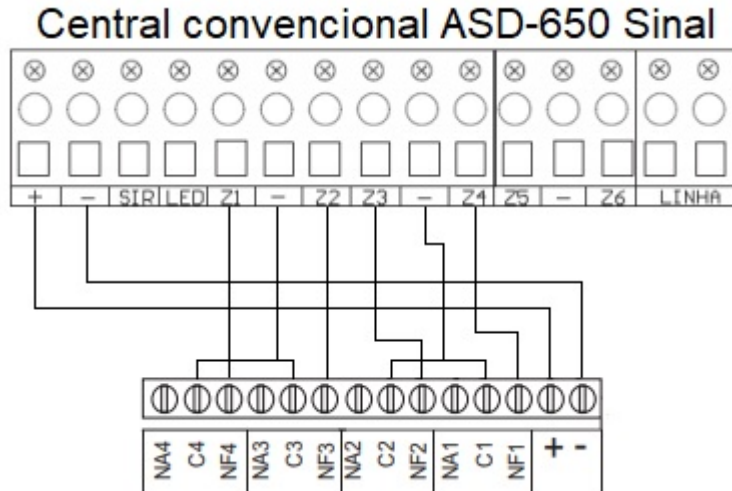 Central convencional ASD-650 Sinal
+ - SIR LED Z1 - Z2 Z3 - Z4 Z5 - Z6 LINHA
NA4 C4 NF4 NA3 C3 NF3 NA2 C2 NF2 NA1 C1 NF1 + -